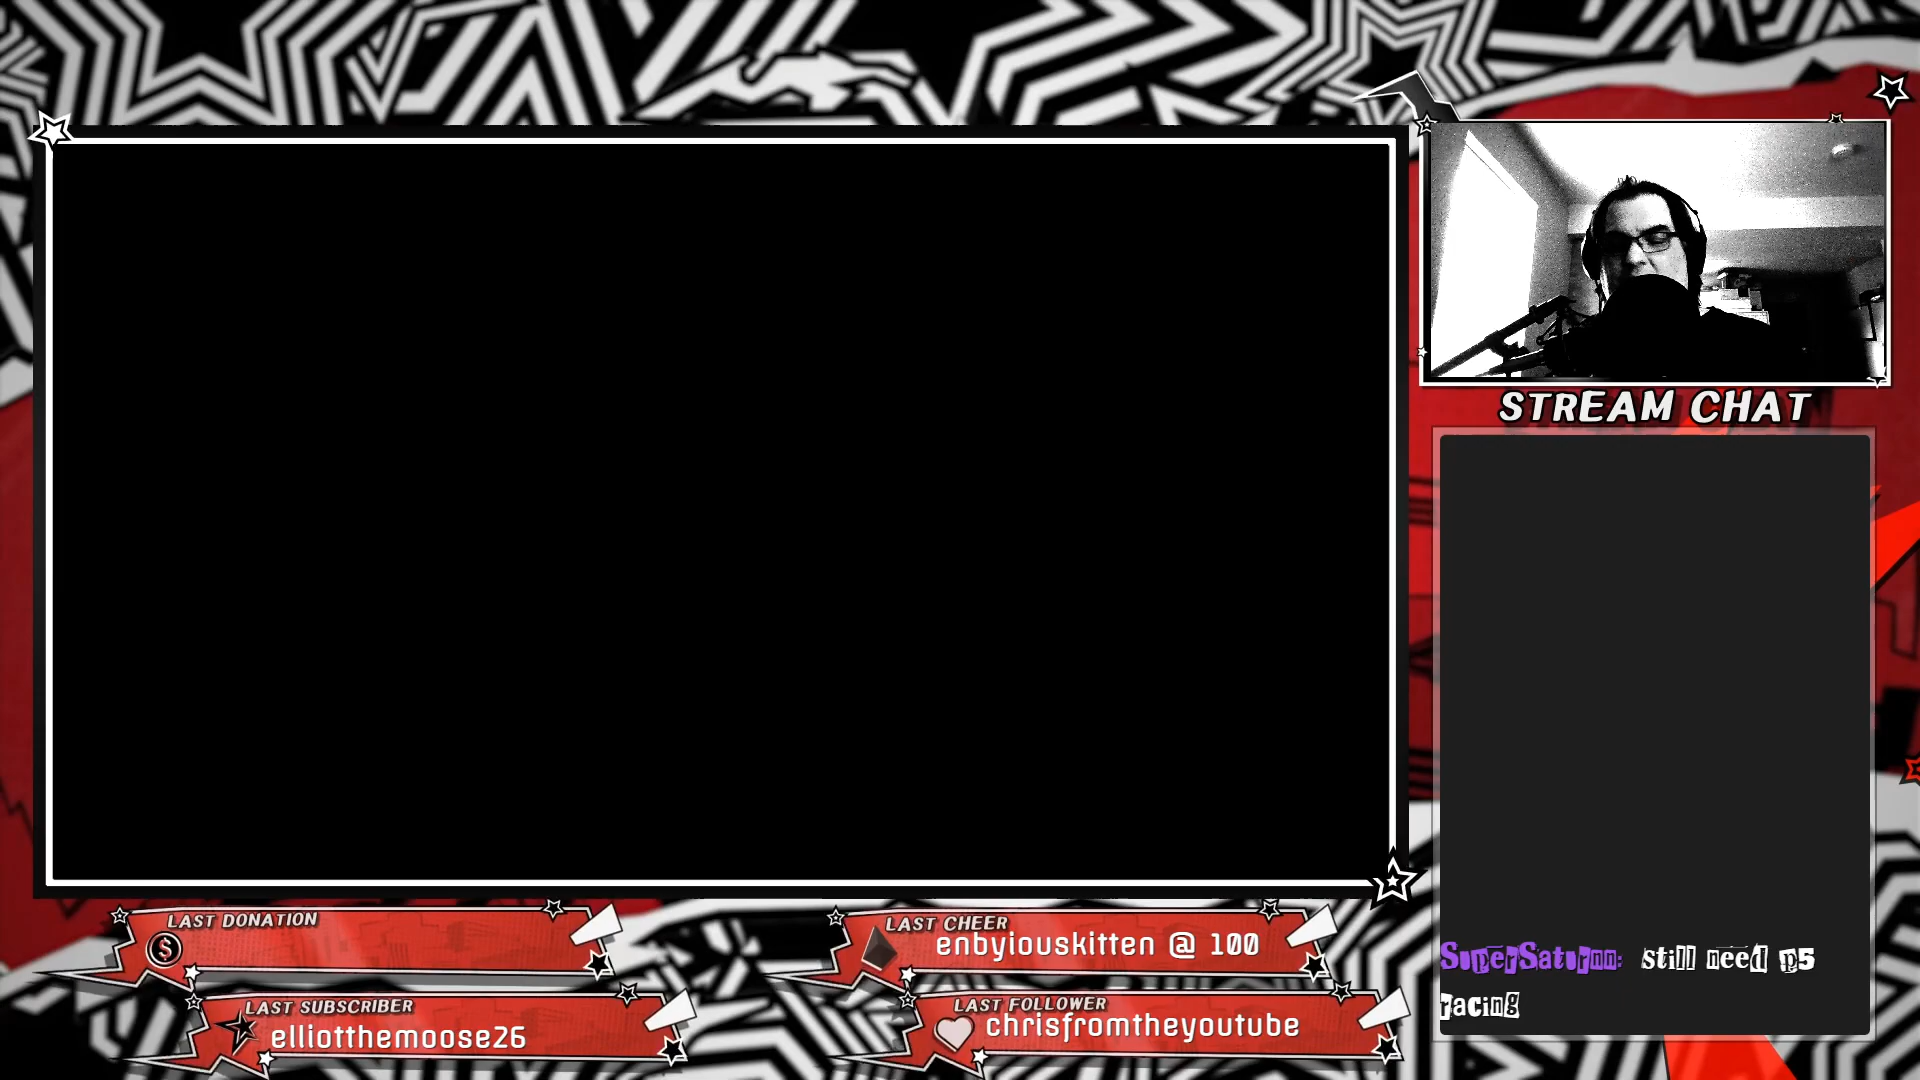 STREAM CHAT
SuperSaturnn: still need p5
racing
LAST DONATION
LAST CHEER
enbyiouskitten @ 100
LAST SUBSCRIBER
elliotthemoose26
LAST FOLLOWER
chrisfromtheyoutube